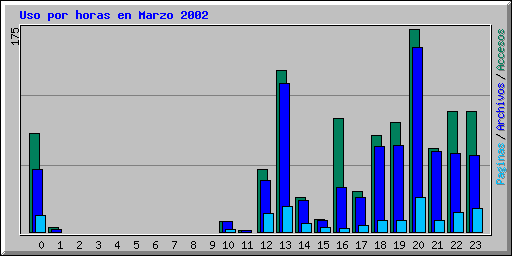 Uso por horas en Marzo 2002
175
Paginas / Archivos / Accesos
0 1 2 3 4 5 6 7 8 9 10 11 12 13 14 15 16 17 18 19 20 21 22 23